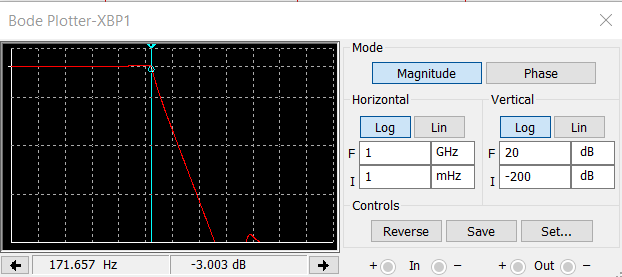 Bode Plotter-XBP1
Mode
Magnitude Phase
Horizontal Vertical
Log Lin Log Lin
F 1 GHz F 20 dB
I 1 mHz I -200 dB
Controls
Reverse Save Set...
171.657 Hz -3.003 dB + In − + Out −